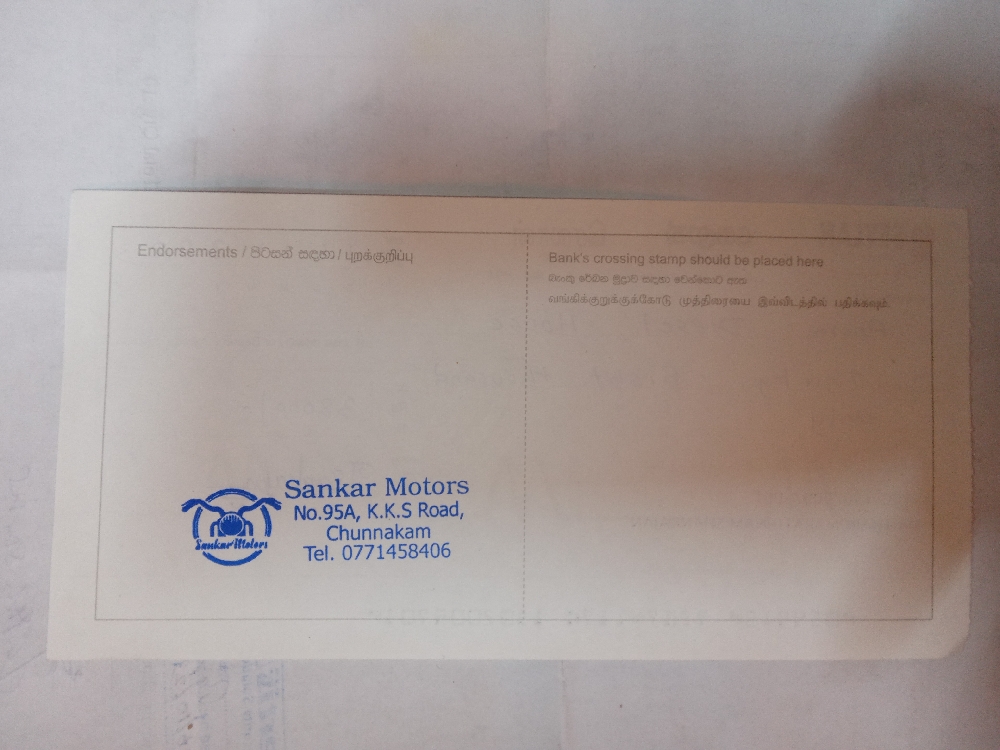 Endorsements / පිටසන් සඳහා / புறக்குறிப்பு
Bank's crossing stamp should be placed here
வங்கிக்குறுக்குக்கோடு முத்திரையை இவ்விடத்தில் பதிக்கவும்
Sankar Motors
No.95A, K.K.S Road,
Chunnakam
Tel. 0771458406
Sankar Motors